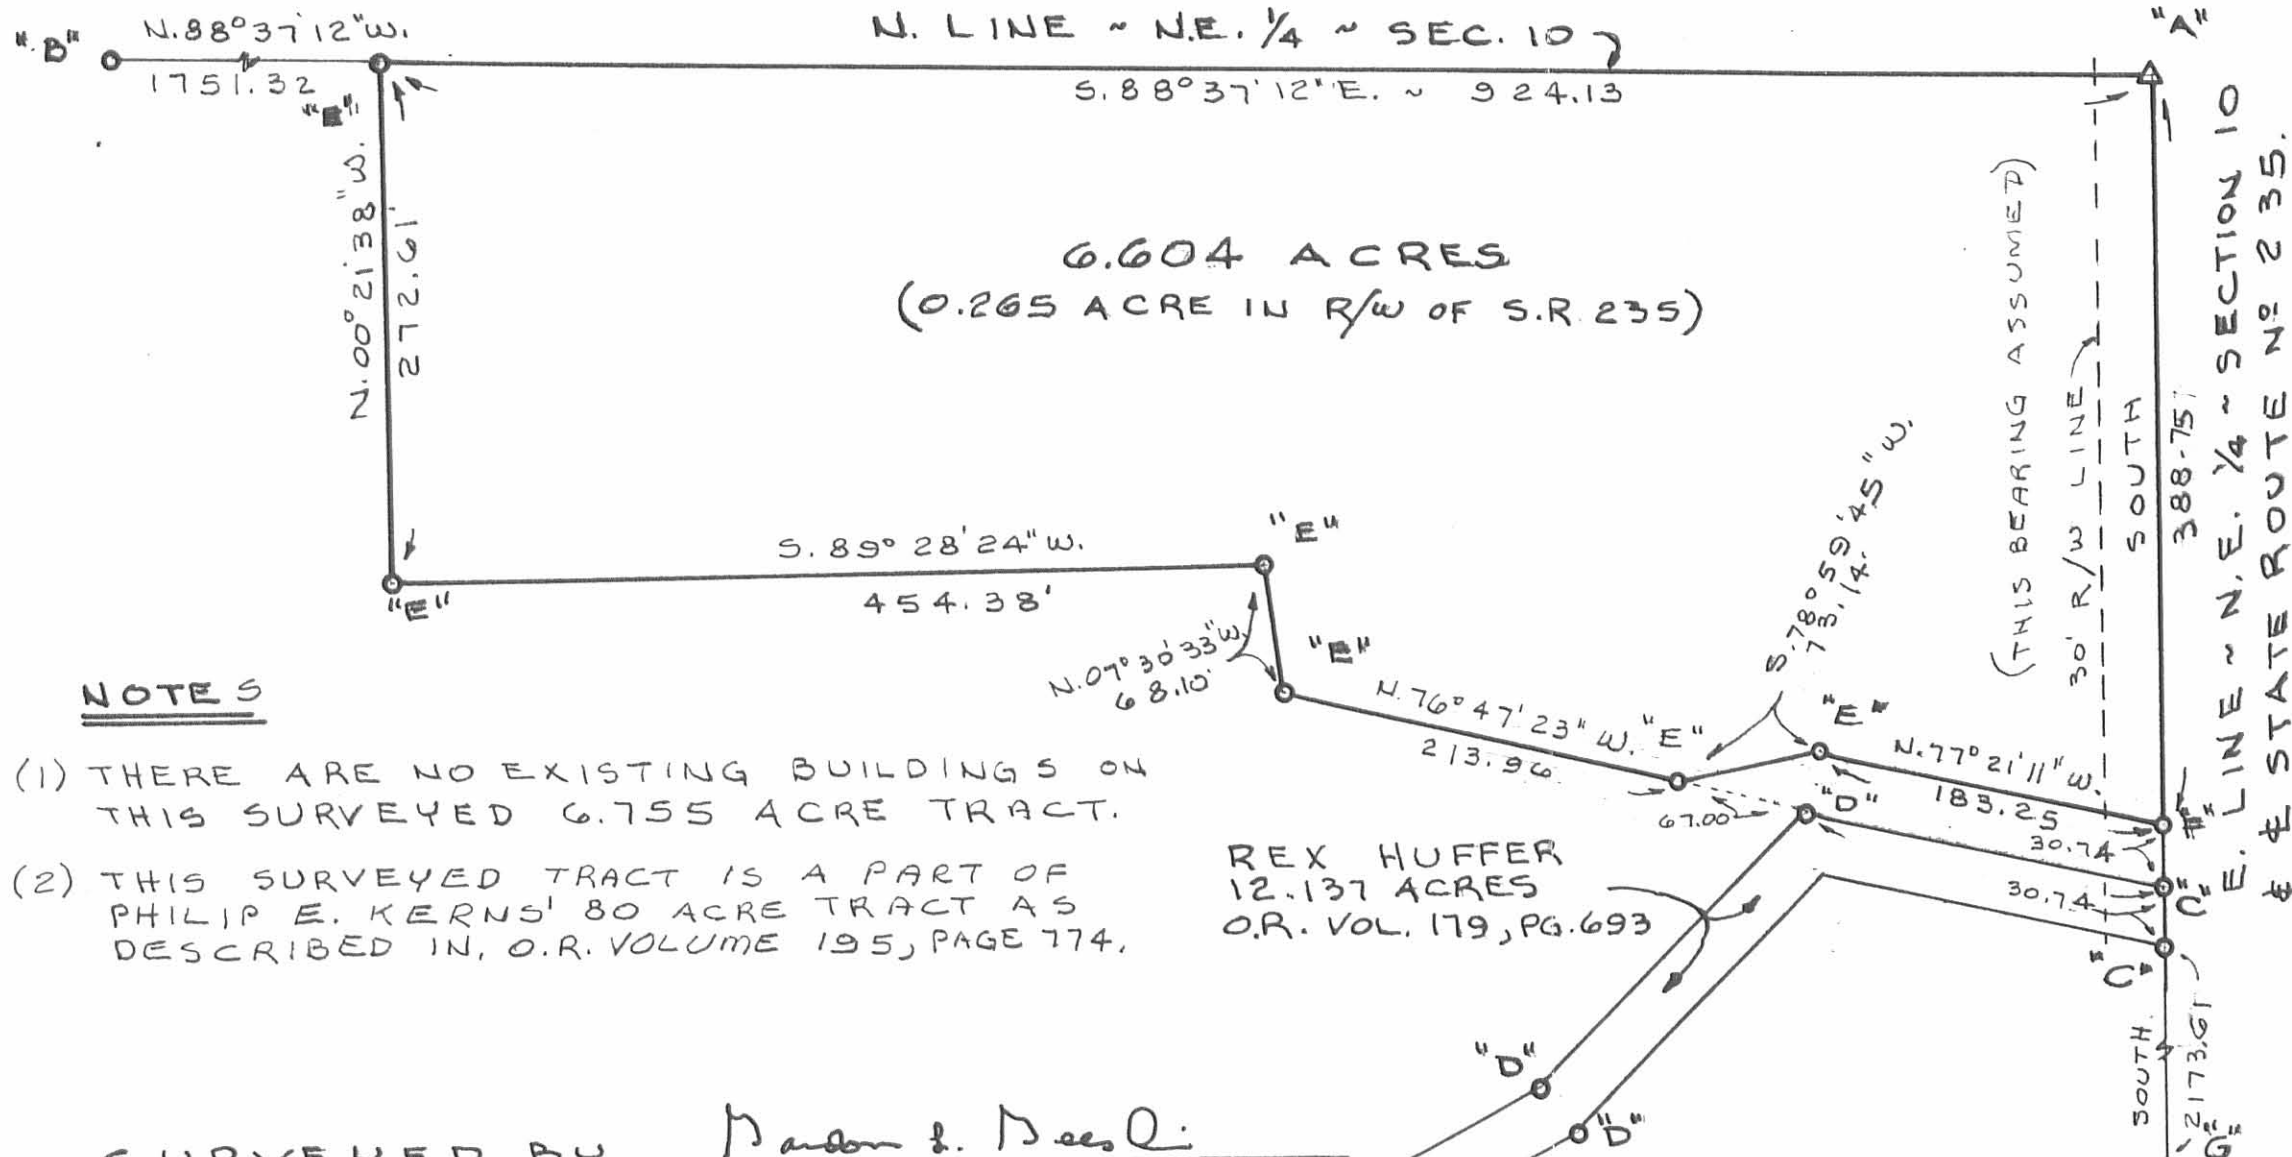 N. LINE ~ N.E. ¼ ~ SEC. 10
"A"
"B"
N.88°37'12"W.
1751.32
"E"
S.88°37'12"E. ~ 924.13
N.00°21'38"W.
272.61'
6.604 ACRES
(0.265 ACRE IN R/W OF S.R. 235)
(THIS BEARING ASSUMED)
30' R/W LINE
SOUTH
388.75'
E. LINE ~ N.E. ¼ ~ SECTION 10
& ℄ STATE ROUTE Nº 235.
S. 89° 28' 24" W.
454.38'
"E"
"E"
N.07°30'33"W.
68.10'
"E"
N.76°47'23"W.
213.96
"E"
S.78°59'45"W.
73.14'
"E"
N.77°21'11"W.
183.25
67.00
"D"
30.74
"F"
30.74
"C"
"C"
NOTES
(1) THERE ARE NO EXISTING BUILDINGS ON
THIS SURVEYED 6.755 ACRE TRACT.
(2) THIS SURVEYED TRACT IS A PART OF
PHILIP E. KERNS' 80 ACRE TRACT AS
DESCRIBED IN, O.R. VOLUME 195, PAGE 774.
REX HUFFER
12.137 ACRES
O.R. VOL. 179, PG.693
"D"
"D"
SOUTH
2173.61
"G"
SURVEYED BY